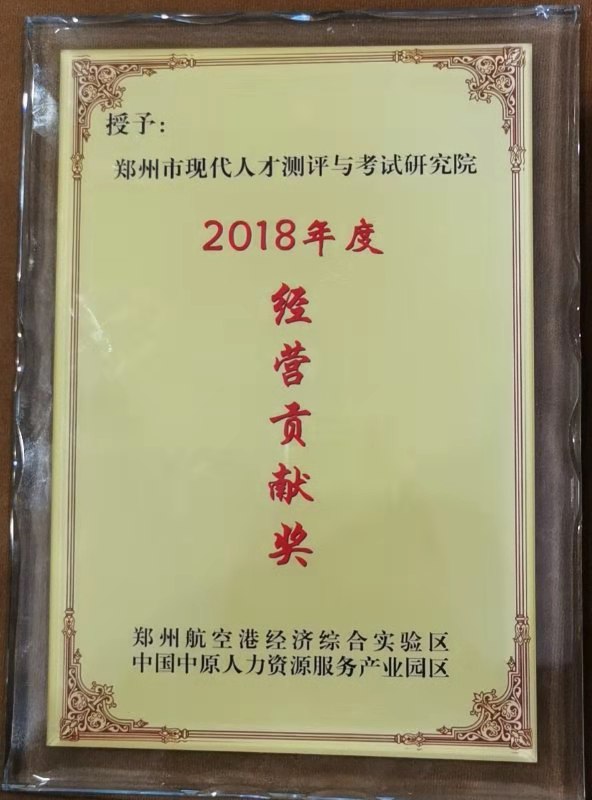 授予：
郑州市现代人才测评与考试研究院
2018年度
经营贡献奖
郑州航空港经济综合实验区
中国中原人力资源服务产业园区